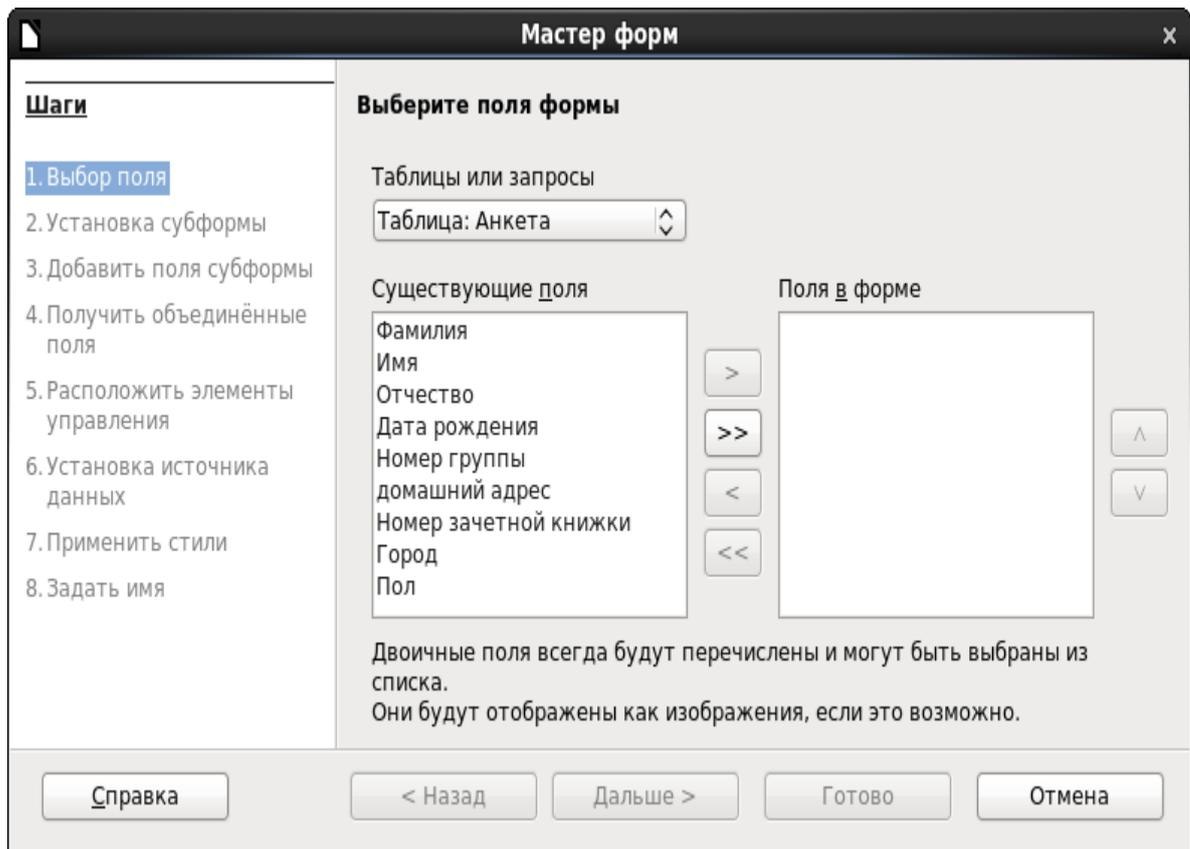 Мастер форм
x
Шаги
1. Выбор поля
2. Установка субформы
3. Добавить поля субформы
4. Получить объединённые
поля
5. Расположить элементы
управления
6. Установка источника
данных
7. Применить стили
8. Задать имя
Выберите поля формы
Таблицы или запросы
Таблица: Анкета
Существующие поля
Фамилия
Имя
Отчество
Дата рождения
Номер группы
домашний адрес
Номер зачетной книжки
Город
Пол
>
>>
<
<<
Поля в форме
Двоичные поля всегда будут перечислены и могут быть выбраны из
списка.
Они будут отображены как изображения, если это возможно.
Справка
< Назад
Дальше >
Готово
Отмена